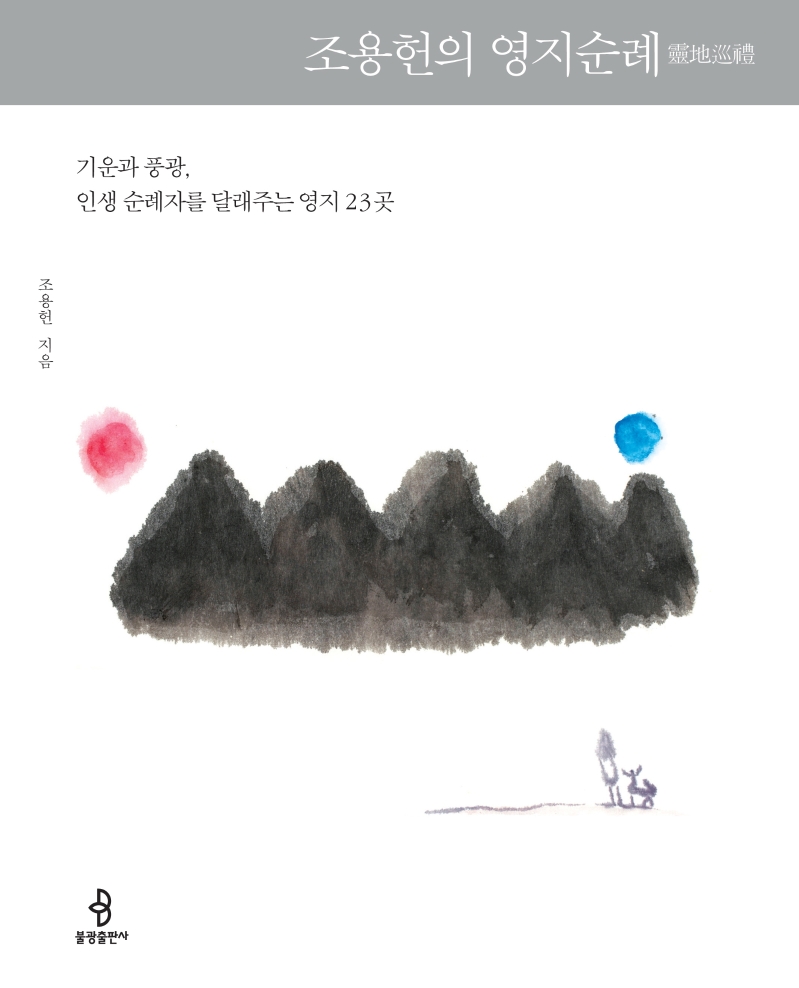 조용헌의 영지순례 靈地巡禮
기운과 풍광,
인생 순례자를 달래주는 영지 23곳
조용헌 지음
불광출판사